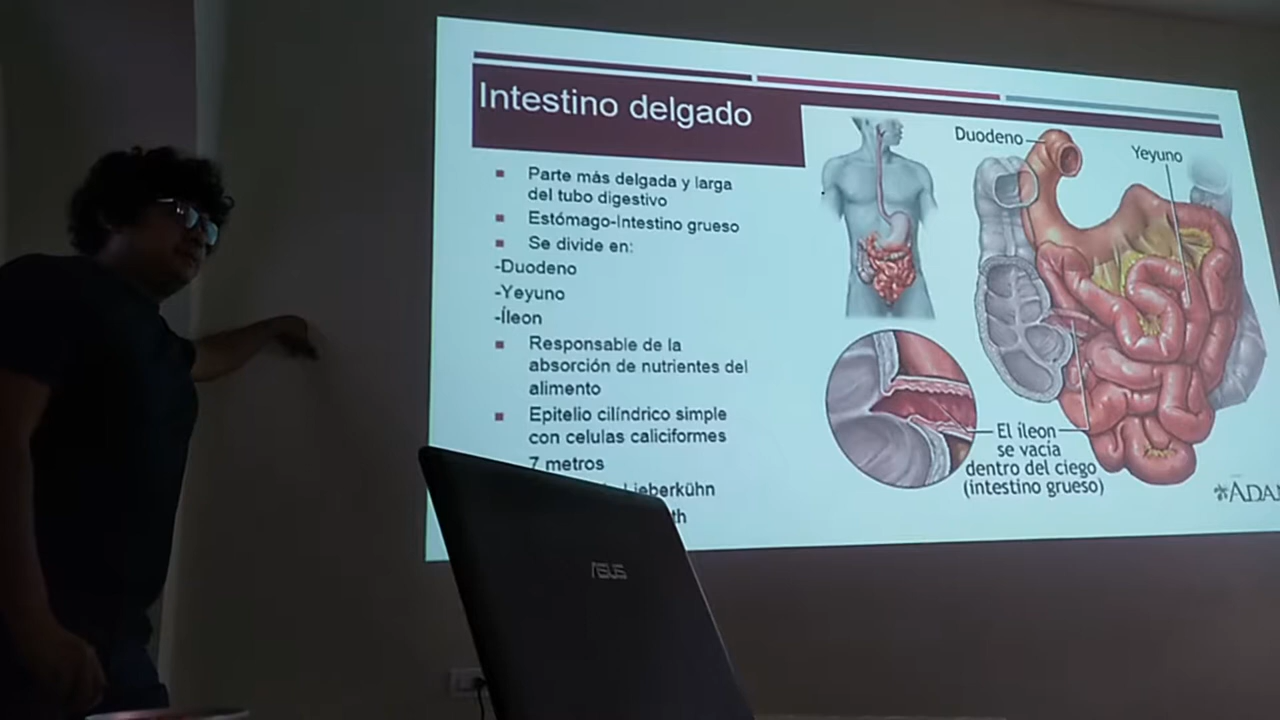 Intestino delgado
Parte más delgada y larga
del tubo digestivo
Estómago-Intestino grueso
Se divide en:
-Duodeno
-Yeyuno
-Íleon
Responsable de la
absorción de nutrientes del
alimento
Epitelio cilíndrico simple
con celulas caliciformes
7 metros
Lieberkühn
Duodeno
Yeyuno
El íleon
se vacía
dentro del ciego
(intestino grueso)
ASUS